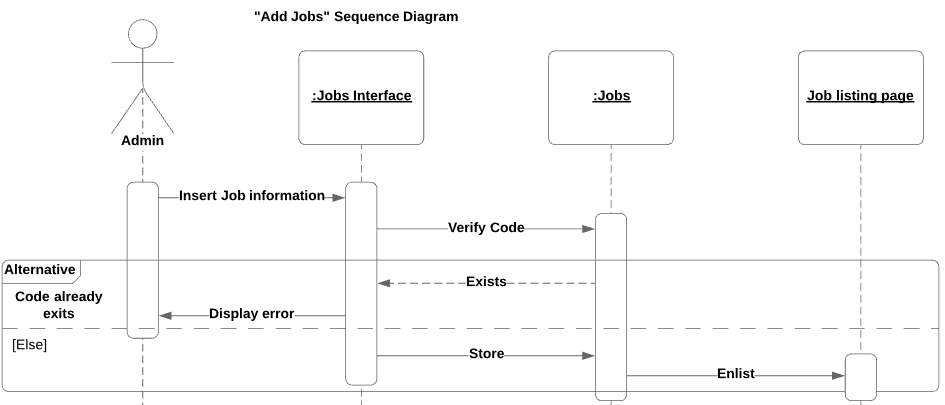 "Add Jobs" Sequence Diagram
:Jobs Interface
:Jobs
Job listing page
Admin
Insert Job information
Verify Code
Alternative
Exists
Code already
exits
Display error
[Else]
Store
Enlist